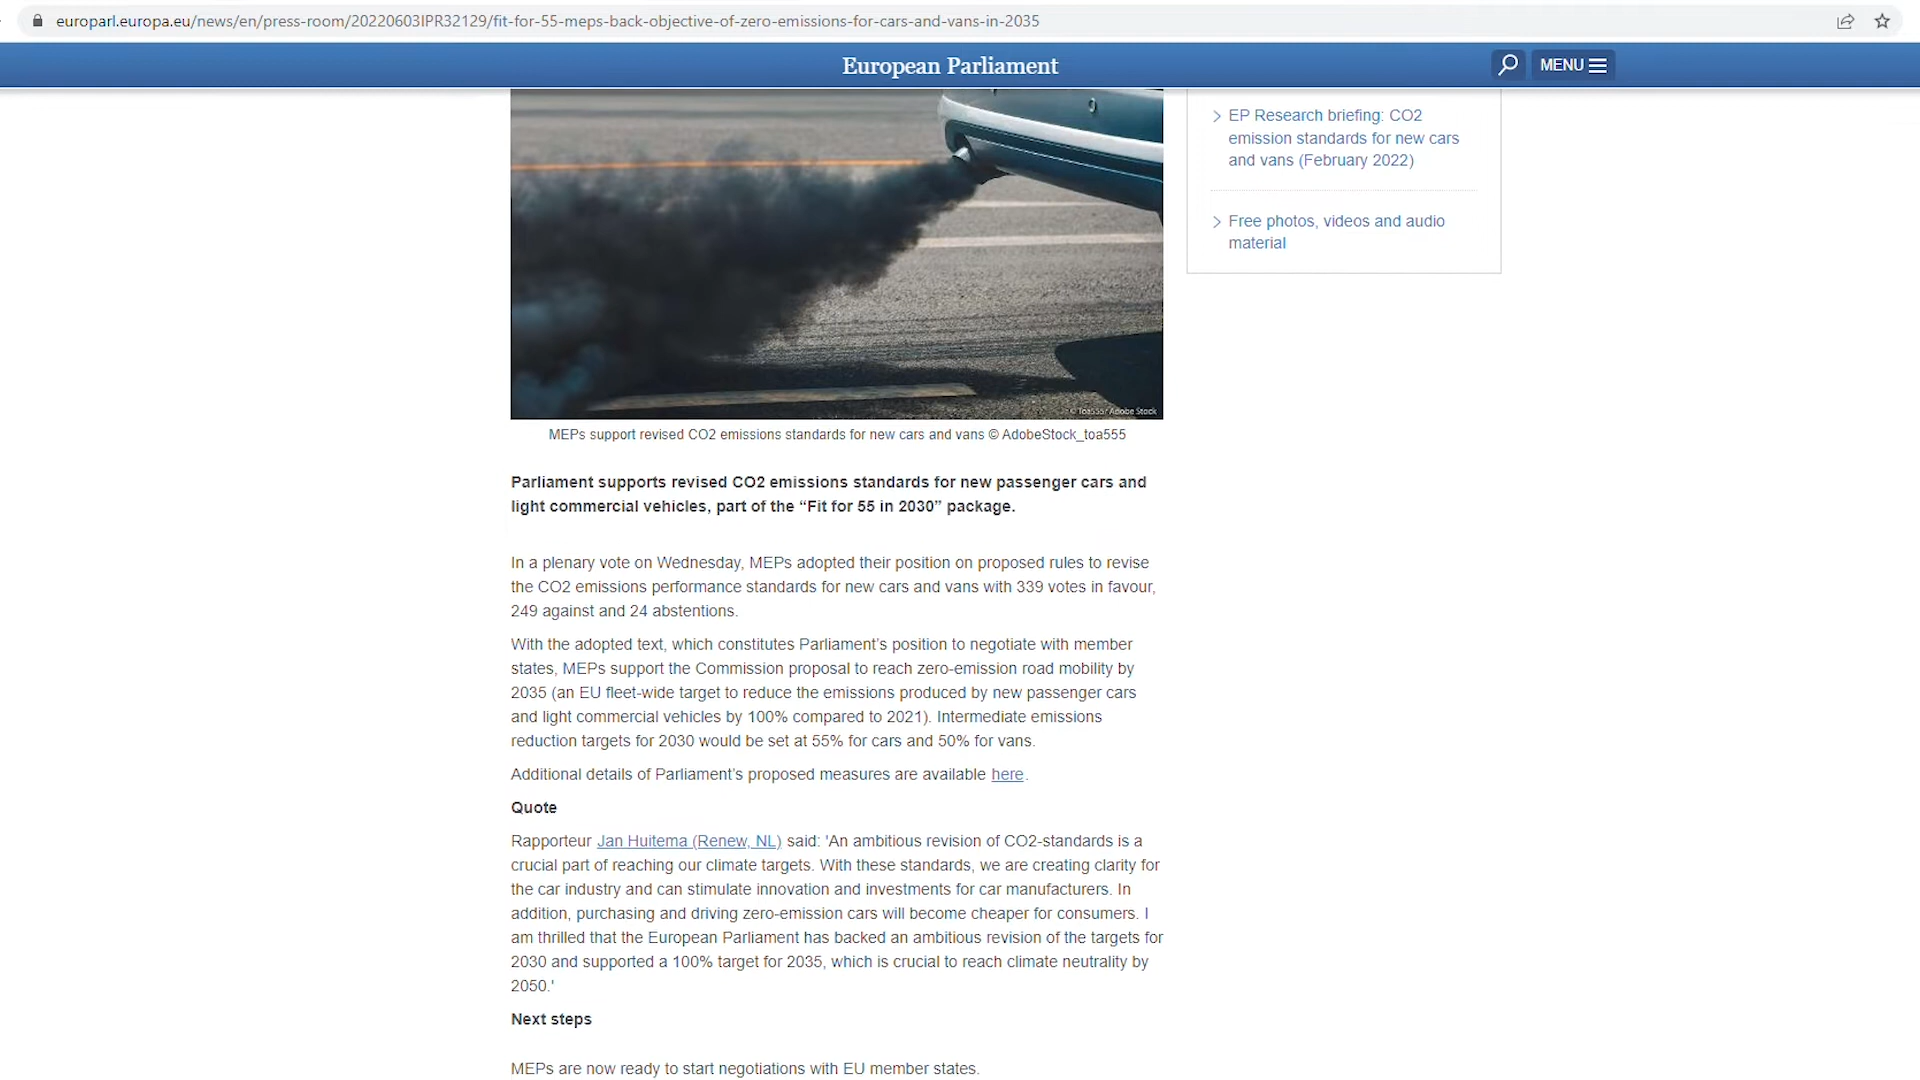 europarl.europa.eu/news/en/press-room/20220603IPR32129/fit-for-55-meps-back-objective-of-zero-emissions-for-cars-and-vans-in-2035
European Parliament
MENU
EP Research briefing: CO2
emission standards for new cars
and vans (February 2022)
Free photos, videos and audio
material
© Toa555/ Adobe Stock
MEPs support revised CO2 emissions standards for new cars and vans © AdobeStock_toa555
Parliament supports revised CO2 emissions standards for new passenger cars and
light commercial vehicles, part of the “Fit for 55 in 2030” package.
In a plenary vote on Wednesday, MEPs adopted their position on proposed rules to revise
the CO2 emissions performance standards for new cars and vans with 339 votes in favour,
249 against and 24 abstentions.
With the adopted text, which constitutes Parliament’s position to negotiate with member
states, MEPs support the Commission proposal to reach zero-emission road mobility by
2035 (an EU fleet-wide target to reduce the emissions produced by new passenger cars
and light commercial vehicles by 100% compared to 2021). Intermediate emissions
reduction targets for 2030 would be set at 55% for cars and 50% for vans.
Additional details of Parliament’s proposed measures are available here.
Quote
Rapporteur Jan Huitema (Renew, NL) said: 'An ambitious revision of CO2-standards is a
crucial part of reaching our climate targets. With these standards, we are creating clarity for
the car industry and can stimulate innovation and investments for car manufacturers. In
addition, purchasing and driving zero-emission cars will become cheaper for consumers. I
am thrilled that the European Parliament has backed an ambitious revision of the targets for
2030 and supported a 100% target for 2035, which is crucial to reach climate neutrality by
2050.'
Next steps
MEPs are now ready to start negotiations with EU member states.